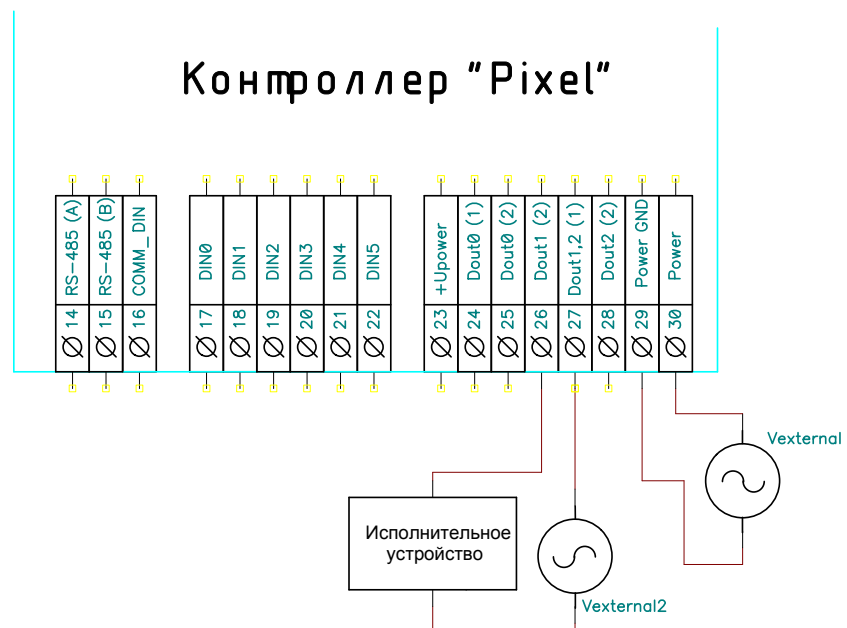 Контроллер "Pixel"
RS-485 (A)
RS-485 (B)
COMM_DIN
DIN0
DIN1
DIN2
DIN3
DIN4
DIN5
+Upower
Dout0 (1)
Dout0 (2)
Dout1 (2)
Dout1,2 (1)
Dout2 (2)
Power GND
Power
14
15
16
17
18
19
20
21
22
23
24
25
26
27
28
29
30
Vexternal
Исполнительное
устройство
Vexternal2